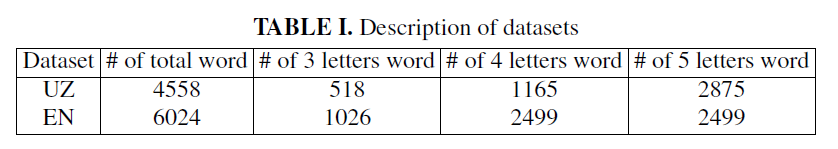 TABLE I. Description of datasets
Dataset # of total word # of 3 letters word # of 4 letters word # of 5 letters word
UZ 4558 518 1165 2875
EN 6024 1026 2499 2499